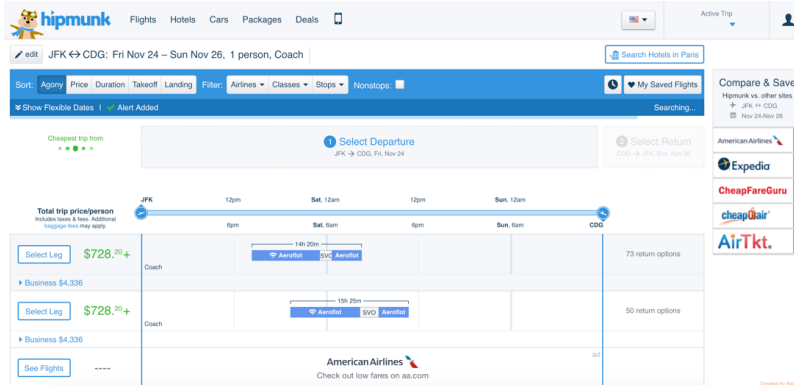 hipmunk Flights Hotels Cars Packages Deals Active Trip
edit JFK ↔ CDG: Fri Nov 24 – Sun Nov 26, 1 person, Coach Search Hotels in Paris
Sort: Agony Price Duration Takeoff Landing Filter: Airlines Classes Stops Nonstops: My Saved Flights
Show Flexible Dates | ✓ Alert Added Searching...
Compare & Save
Hipmunk vs. other sites
JFK ↔ CDG
Nov 24-Nov 26
Cheapest trip from
1 Select Departure
JFK → CDG, Fri, Nov 24
2 Select Return
CDG → JFK, Sun, Nov 26
American Airlines
Expedia
CheapFareGuru
cheapOair
AirTkt.
Total trip price/person
Includes taxes & fees. Additional
baggage fees may apply.
JFK 12pm Sat, 12am 12pm Sun, 12am
6pm Sat, 6am 6pm Sun, 6am CDG
Select Leg $728.20+ Coach 14h 20m Aeroflot SVO Aeroflot 73 return options
Business $4,336
Select Leg $728.20+ Coach 15h 25m Aeroflot SVO Aeroflot 50 return options
Business $4,336
See Flights ---- American Airlines ad
Check out low fares on aa.com